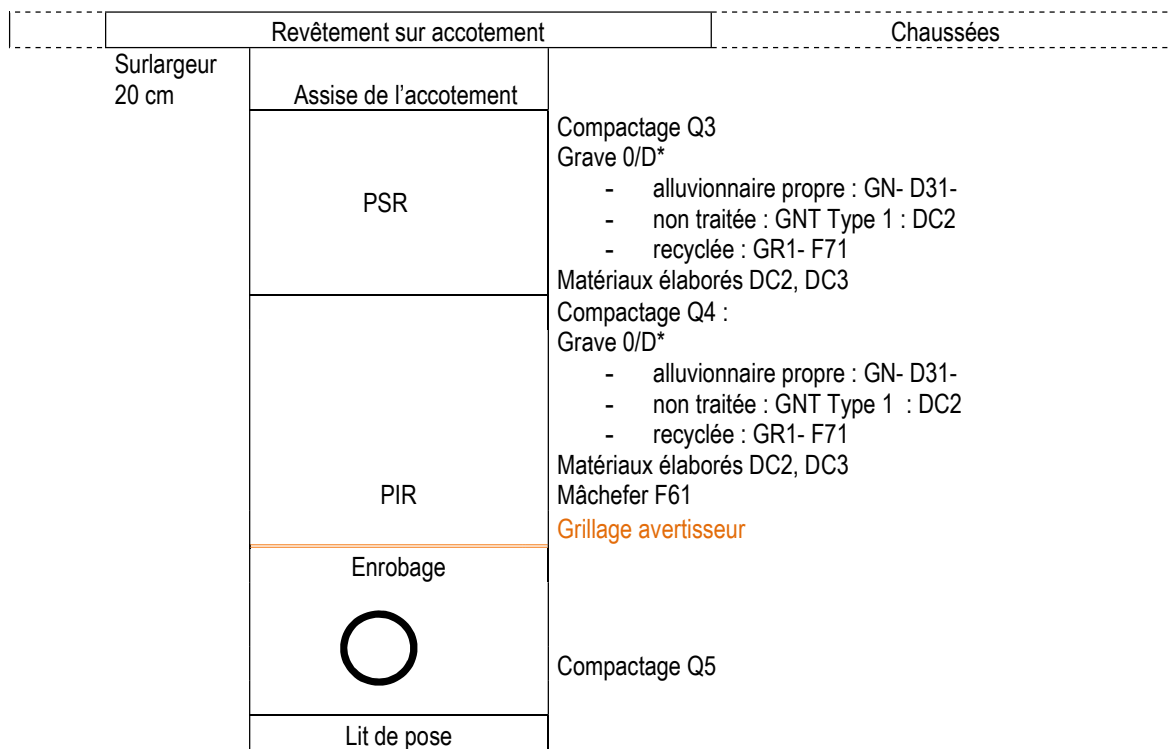 Revêtement sur accotement
Chaussées
Surlargeur
20 cm
Assise de l'accotement
PSR
Compactage Q3
Grave 0/D*
- alluvionnaire propre : GN- D31-
- non traitée : GNT Type 1 : DC2
- recyclée : GR1- F71
Matériaux élaborés DC2, DC3
PIR
Compactage Q4 :
Grave 0/D*
- alluvionnaire propre : GN- D31-
- non traitée : GNT Type 1 : DC2
- recyclée : GR1- F71
Matériaux élaborés DC2, DC3
Mâchefer F61
Grillage avertisseur
Enrobage
Compactage Q5
Lit de pose